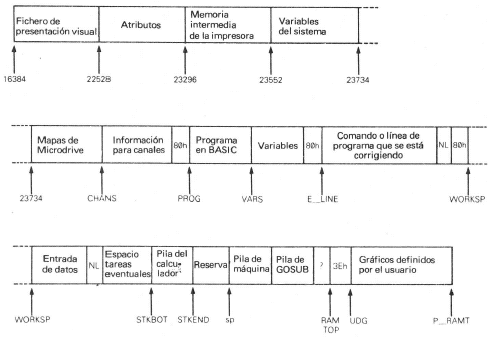 Fichero de
presentación visual
Atributos
Memoria
intermedia
de la impresora
Variables
del sistema
16384
22528
23296
23552
23734
Mapas de
Microdrive
Información
para canales
80h
Programa
en BASIC
Variables
80h
Comando o línea de
programa que se está
corrigiendo
NL
80h
23734
CHANS
PROG
VARS
E_LINE
WORKSP
Entrada
de datos
NL
Espacio
tareas
eventuales
Pila del
calcu-
lador
Reserva
Pila de
máquina
Pila de
GOSUB
?
3Eh
Gráficos definidos
por el usuario
WORKSP
STKBOT
STKEND
sp
RAM
TOP
UDG
P_RAMT